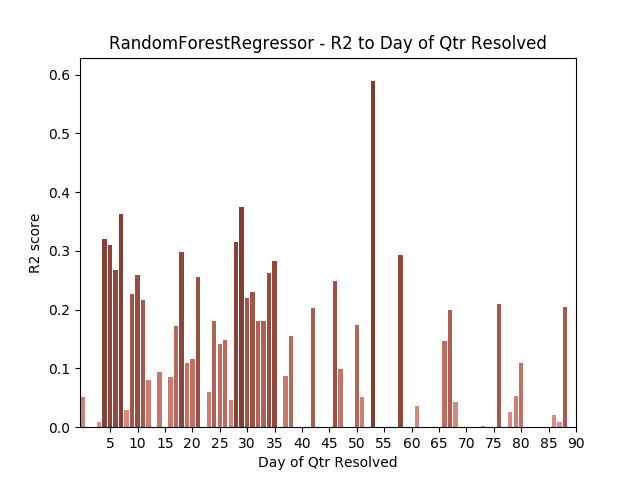 RandomForestRegressor - R2 to Day of Qtr Resolved
0.6
0.5
0.4
0.3
0.2
0.1
0.0
R2 score
5 10 15 20 25 30 35 40 45 50 55 60 65 70 75 80 85 90
Day of Qtr Resolved